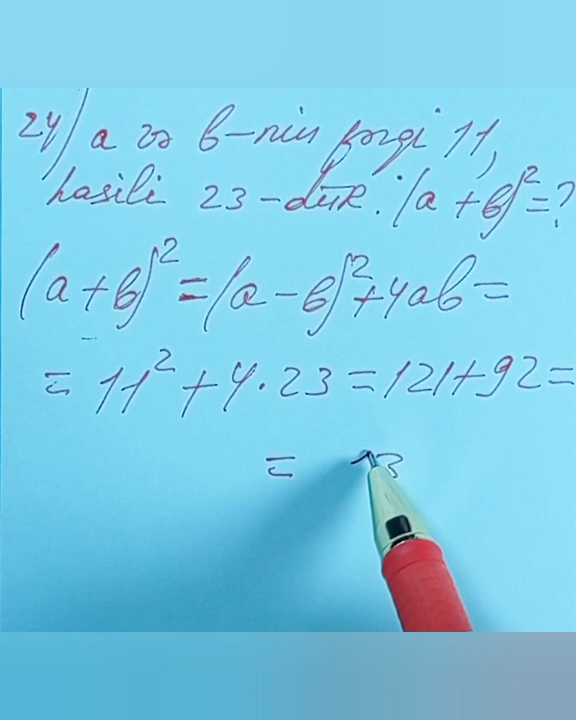 24) a və b-nin fərqi 11,
hasili 23-dür. (a + b)² = ?
(a + b)² = (a - b)² + 4ab =
= 11² + 4 · 23 = 121 + 92 =
=